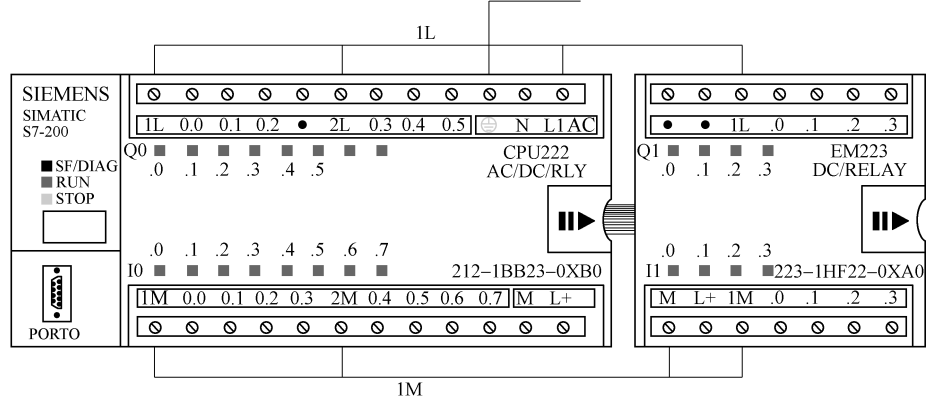 1L
SIEMENS
SIMATIC
S7-200
1L 0.0 0.1 0.2 2L 0.3 0.4 0.5 N L1 AC
1L .0 .1 .2 .3
Q0
CPU222
Q1
EM223
.0 .1 .2 .3 .4 .5
AC/DC/RLY
.0 .1 .2 .3
DC/RELAY
SF/DIAG
RUN
STOP
.0 .1 .2 .3 .4 .5 .6 .7
.0 .1 .2 .3
I0
212-1BB23-0XB0
I1
223-1HF22-0XA0
1M 0.0 0.1 0.2 0.3 2M 0.4 0.5 0.6 0.7 M L+
M L+ 1M .0 .1 .2 .3
PORTO
1M